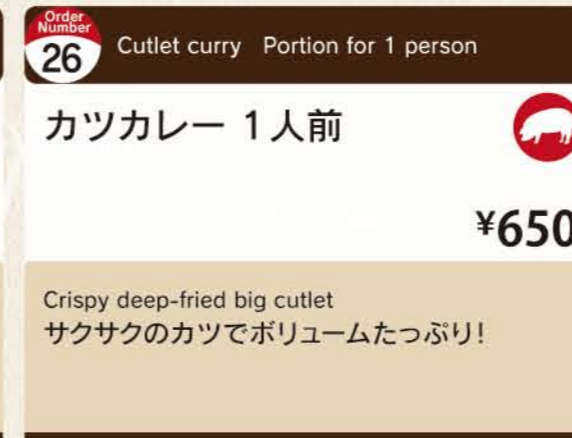 Order
Number
26
Cutlet curry Portion for 1 person
カツカレー 1人前
¥650
Crispy deep-fried big cutlet
サクサクのカツでボリュームたっぷり!